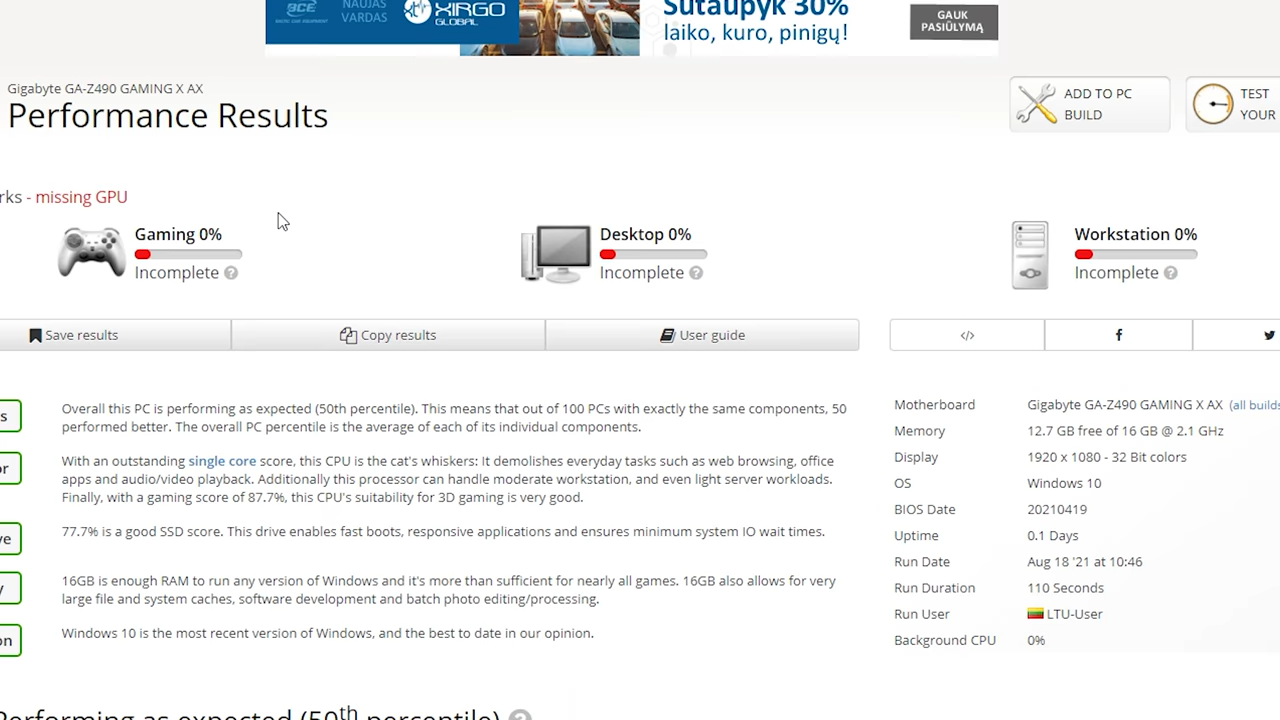 BCE
NAUJAS
VARDAS
XIRGO
GLOBAL
Sutaupyk 30%
laiko, kuro, pinigų!
GAUK
PASIŪLYMĄ
Gigabyte GA-Z490 GAMING X AX
Performance Results
ADD TO PC
BUILD
TEST
YOUR
rks - missing GPU
Gaming 0%
Incomplete ?
Desktop 0%
Incomplete ?
Workstation 0%
Incomplete ?
Save results
Copy results
User guide
</>
f
s
Overall this PC is performing as expected (50th percentile). This means that out of 100 PCs with exactly the same components, 50
performed better. The overall PC percentile is the average of each of its individual components.
or
With an outstanding single core score, this CPU is the cat's whiskers: It demolishes everyday tasks such as web browsing, office
apps and audio/video playback. Additionally this processor can handle moderate workstation, and even light server workloads.
Finally, with a gaming score of 87.7%, this CPU's suitability for 3D gaming is very good.
ve
77.7% is a good SSD score. This drive enables fast boots, responsive applications and ensures minimum system IO wait times.
y
16GB is enough RAM to run any version of Windows and it's more than sufficient for nearly all games. 16GB also allows for very
large file and system caches, software development and batch photo editing/processing.
on
Windows 10 is the most recent version of Windows, and the best to date in our opinion.
Motherboard Gigabyte GA-Z490 GAMING X AX (all builds
Memory 12.7 GB free of 16 GB @ 2.1 GHz
Display 1920 x 1080 - 32 Bit colors
OS Windows 10
BIOS Date 20210419
Uptime 0.1 Days
Run Date Aug 18 '21 at 10:46
Run Duration 110 Seconds
Run User LTU-User
Background CPU 0%
Performing as expected (50th percentile) ?